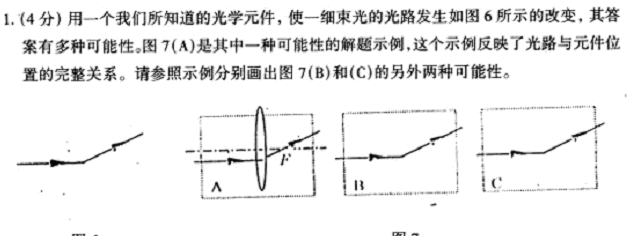 1.(4分)用一个我们所知道的光学元件,使一细束光的光路发生如图6所示的改变,其答
案有多种可能性。图7(A)是其中一种可能性的解题示例,这个示例反映了光路与元件位
置的完整关系。请参照示例分别画出图7(B)和(C)的另外两种可能性。
F
A
B
C